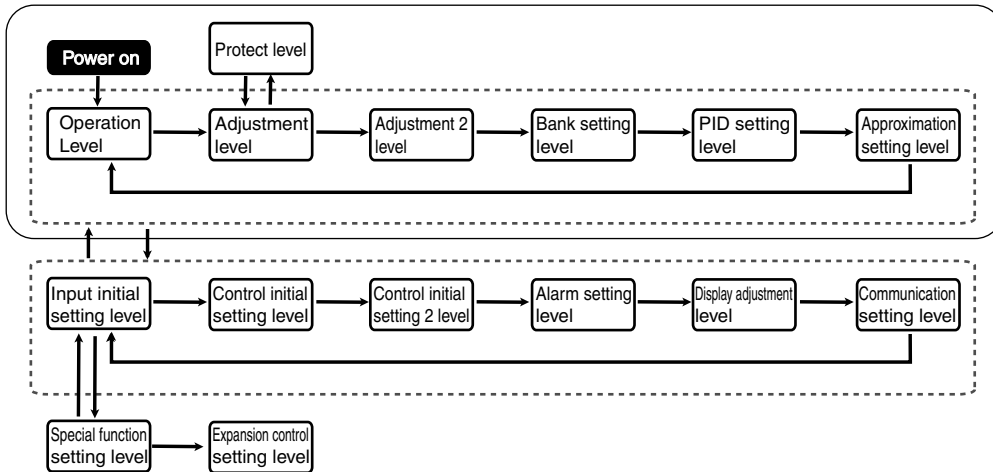 Power on
Protect level
Operation
Level
Adjustment
level
Adjustment 2
level
Bank setting
level
PID setting
level
Approximation
setting level
Input initial
setting level
Control initial
setting level
Control initial
setting 2 level
Alarm setting
level
Display adjustment
level
Communication
setting level
Special function
setting level
Expansion control
setting level